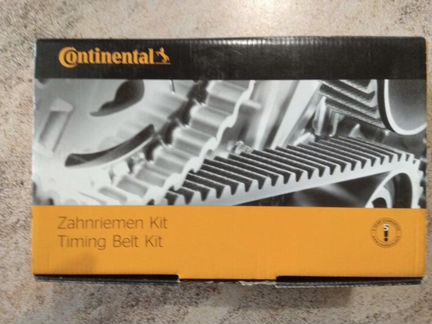 Continental
Zahnriemen Kit
Timing Belt Kit